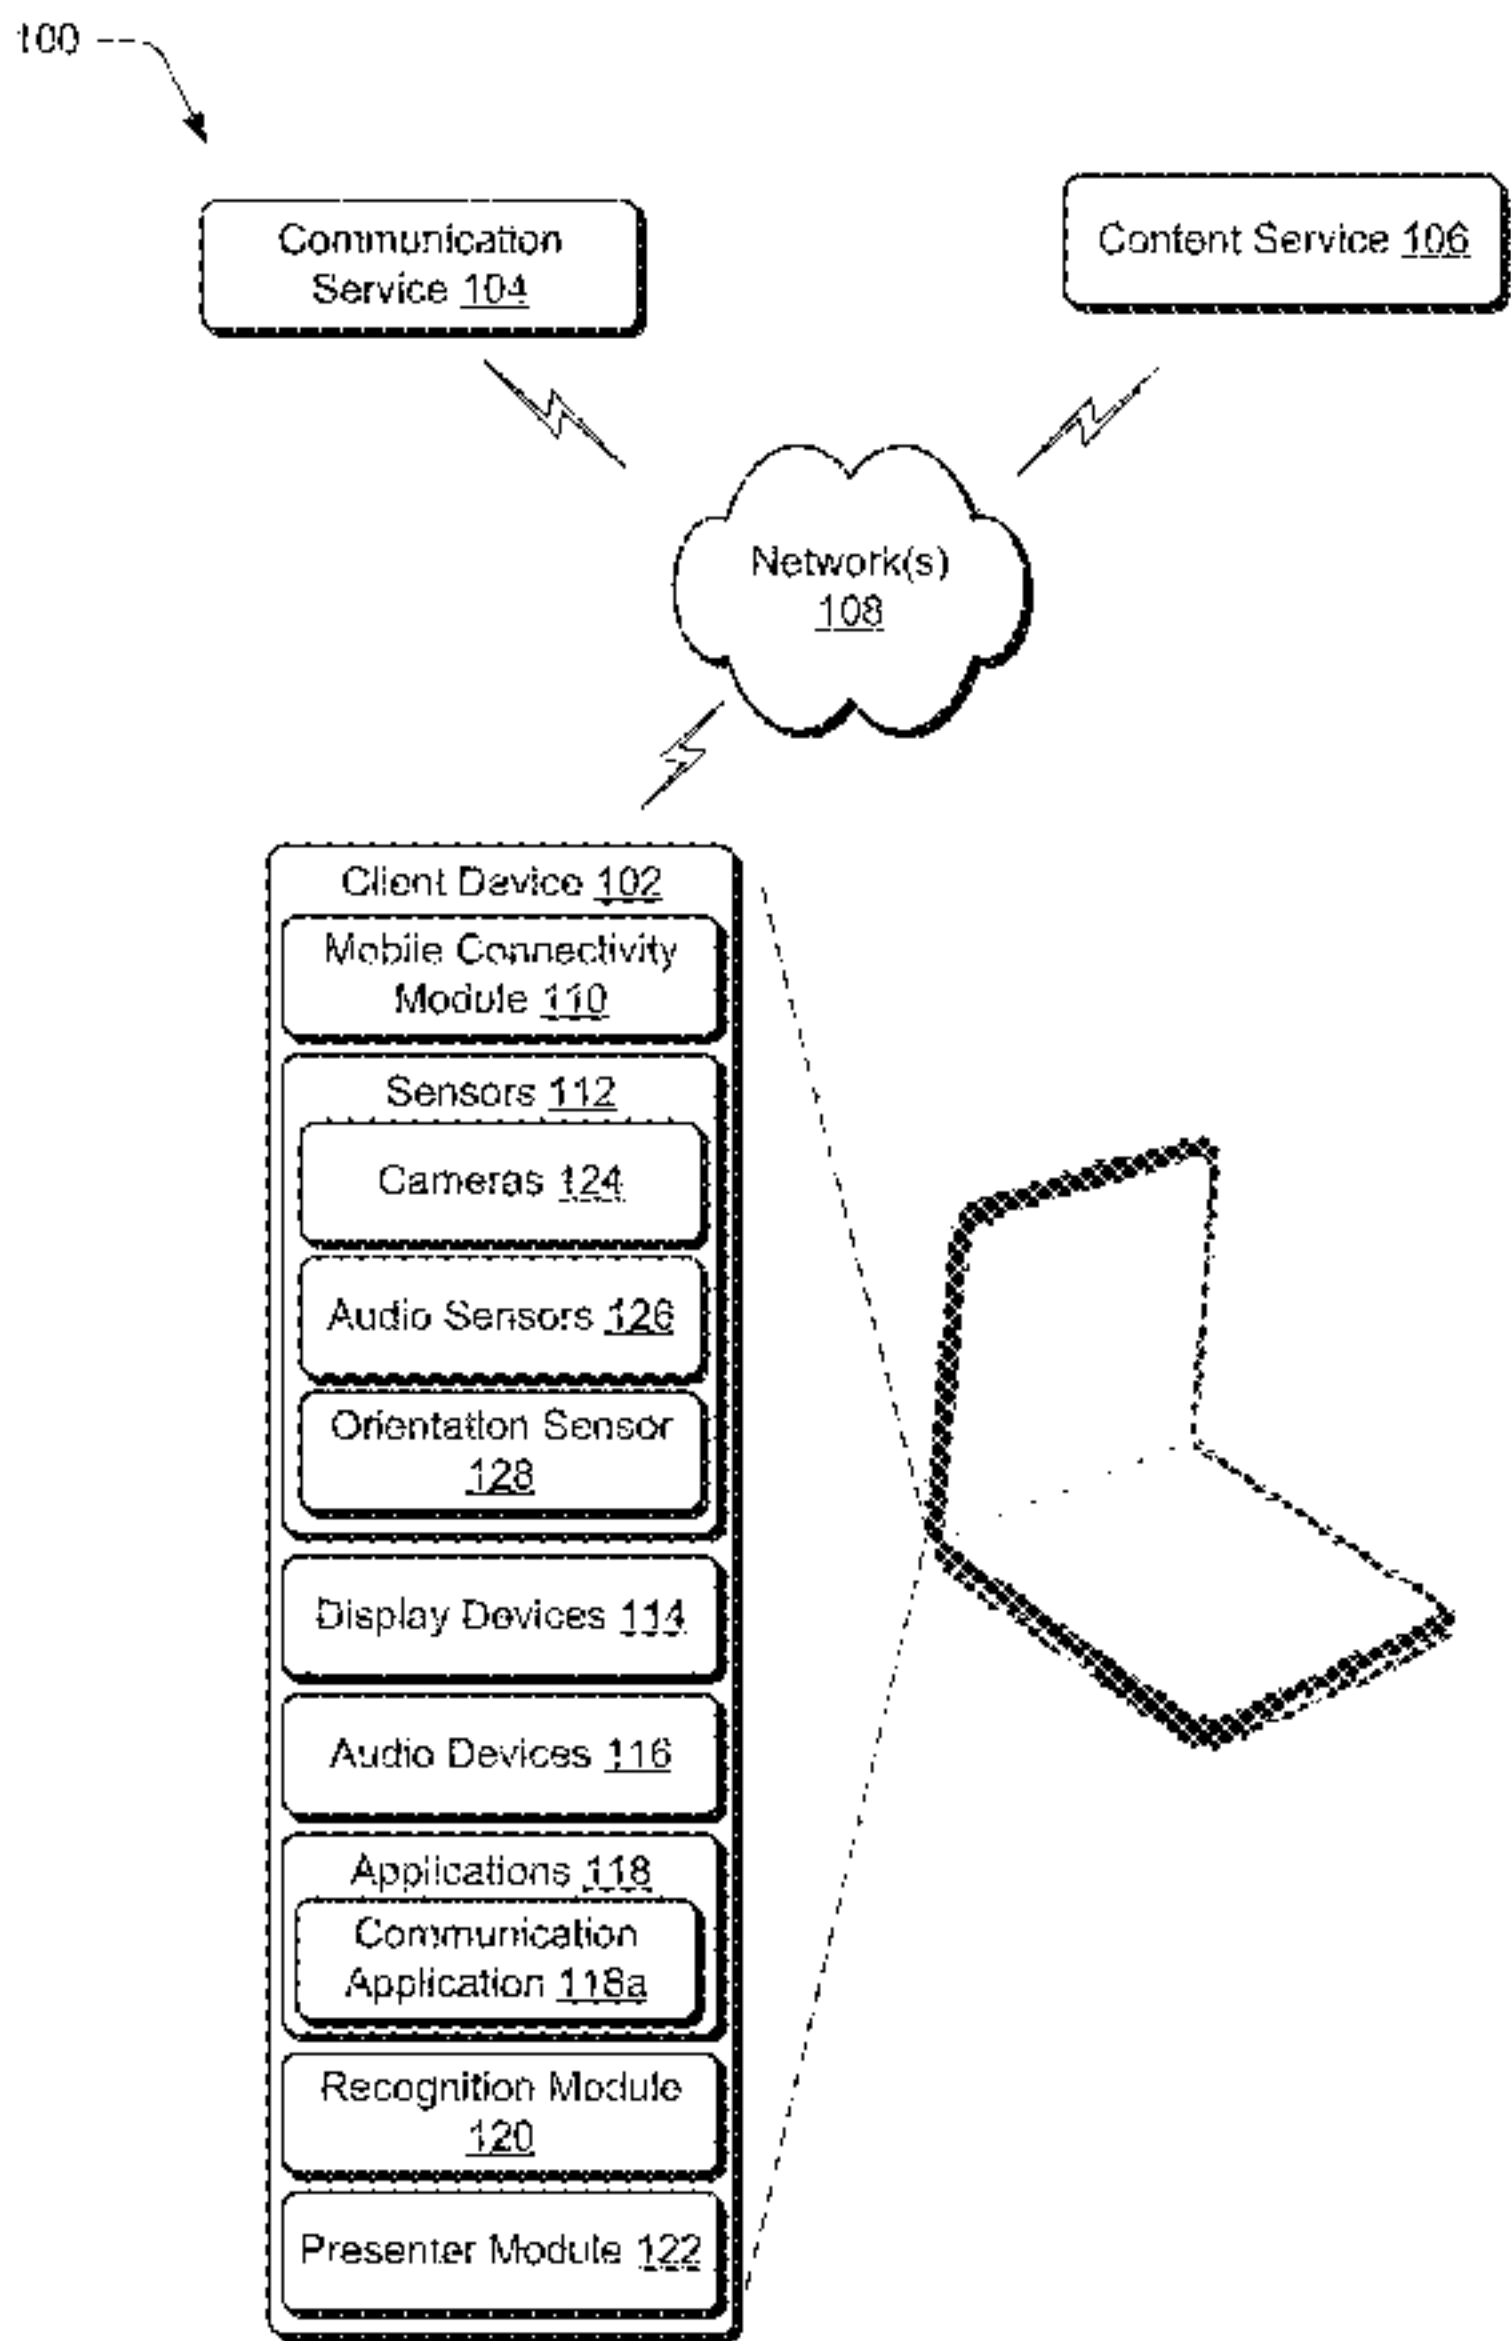 100
Communication
Service 104
Content Service 106
Network(s)
108
Client Device 102
Mobile Connectivity
Module 110
Sensors 112
Cameras 124
Audio Sensors 126
Orientation Sensor
128
Display Devices 114
Audio Devices 116
Applications 118
Communication
Application 118a
Recognition Module
120
Presenter Module 122